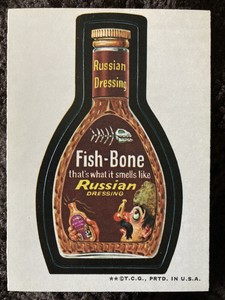 Russian
Dressing
Fish-Bone
that's what it smells like
Russian
DRESSING
**©T.C.G., PRTD. IN U.S.A.